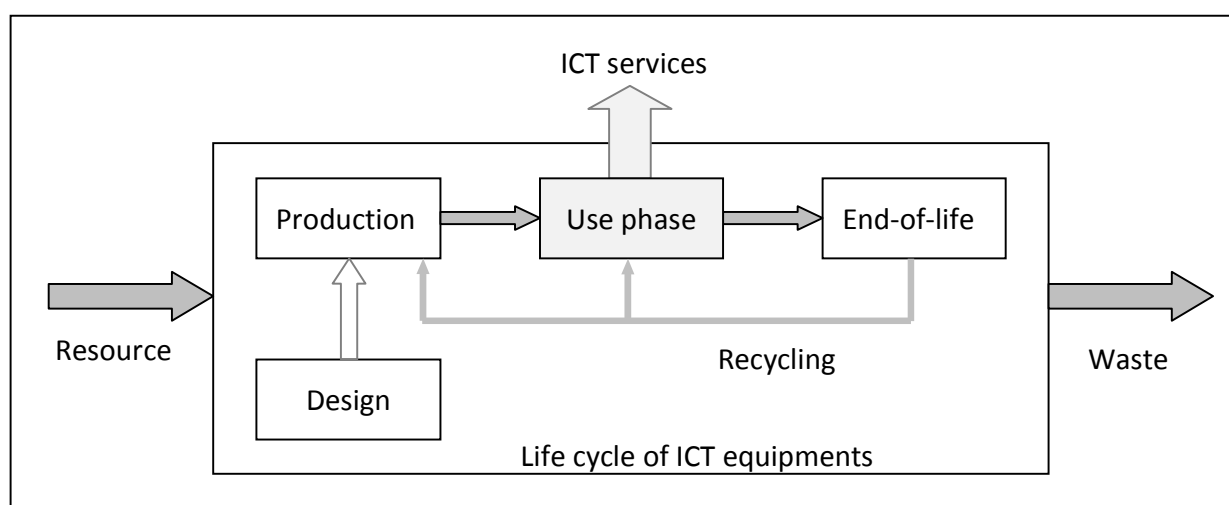 ICT services
Production
Use phase
End-of-life
Resource
Recycling
Waste
Design
Life cycle of ICT equipments